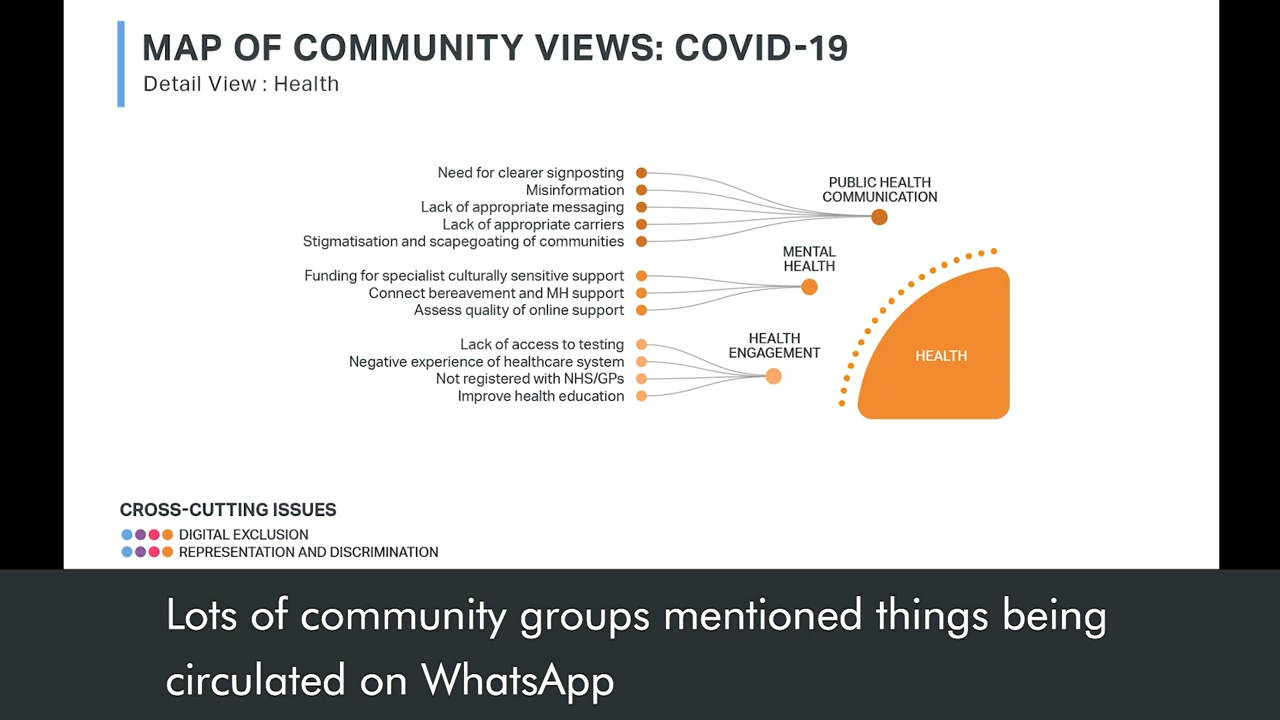 MAP OF COMMUNITY VIEWS: COVID-19
Detail View : Health
Need for clearer signposting
Misinformation
Lack of appropriate messaging
Lack of appropriate carriers
Stigmatisation and scapegoating of communities
PUBLIC HEALTH
COMMUNICATION
Funding for specialist culturally sensitive support
Connect bereavement and MH support
Assess quality of online support
MENTAL
HEALTH
Lack of access to testing
Negative experience of healthcare system
Not registered with NHS/GPs
Improve health education
HEALTH
ENGAGEMENT
HEALTH
CROSS-CUTTING ISSUES
DIGITAL EXCLUSION
REPRESENTATION AND DISCRIMINATION
Lots of community groups mentioned things being
circulated on WhatsApp